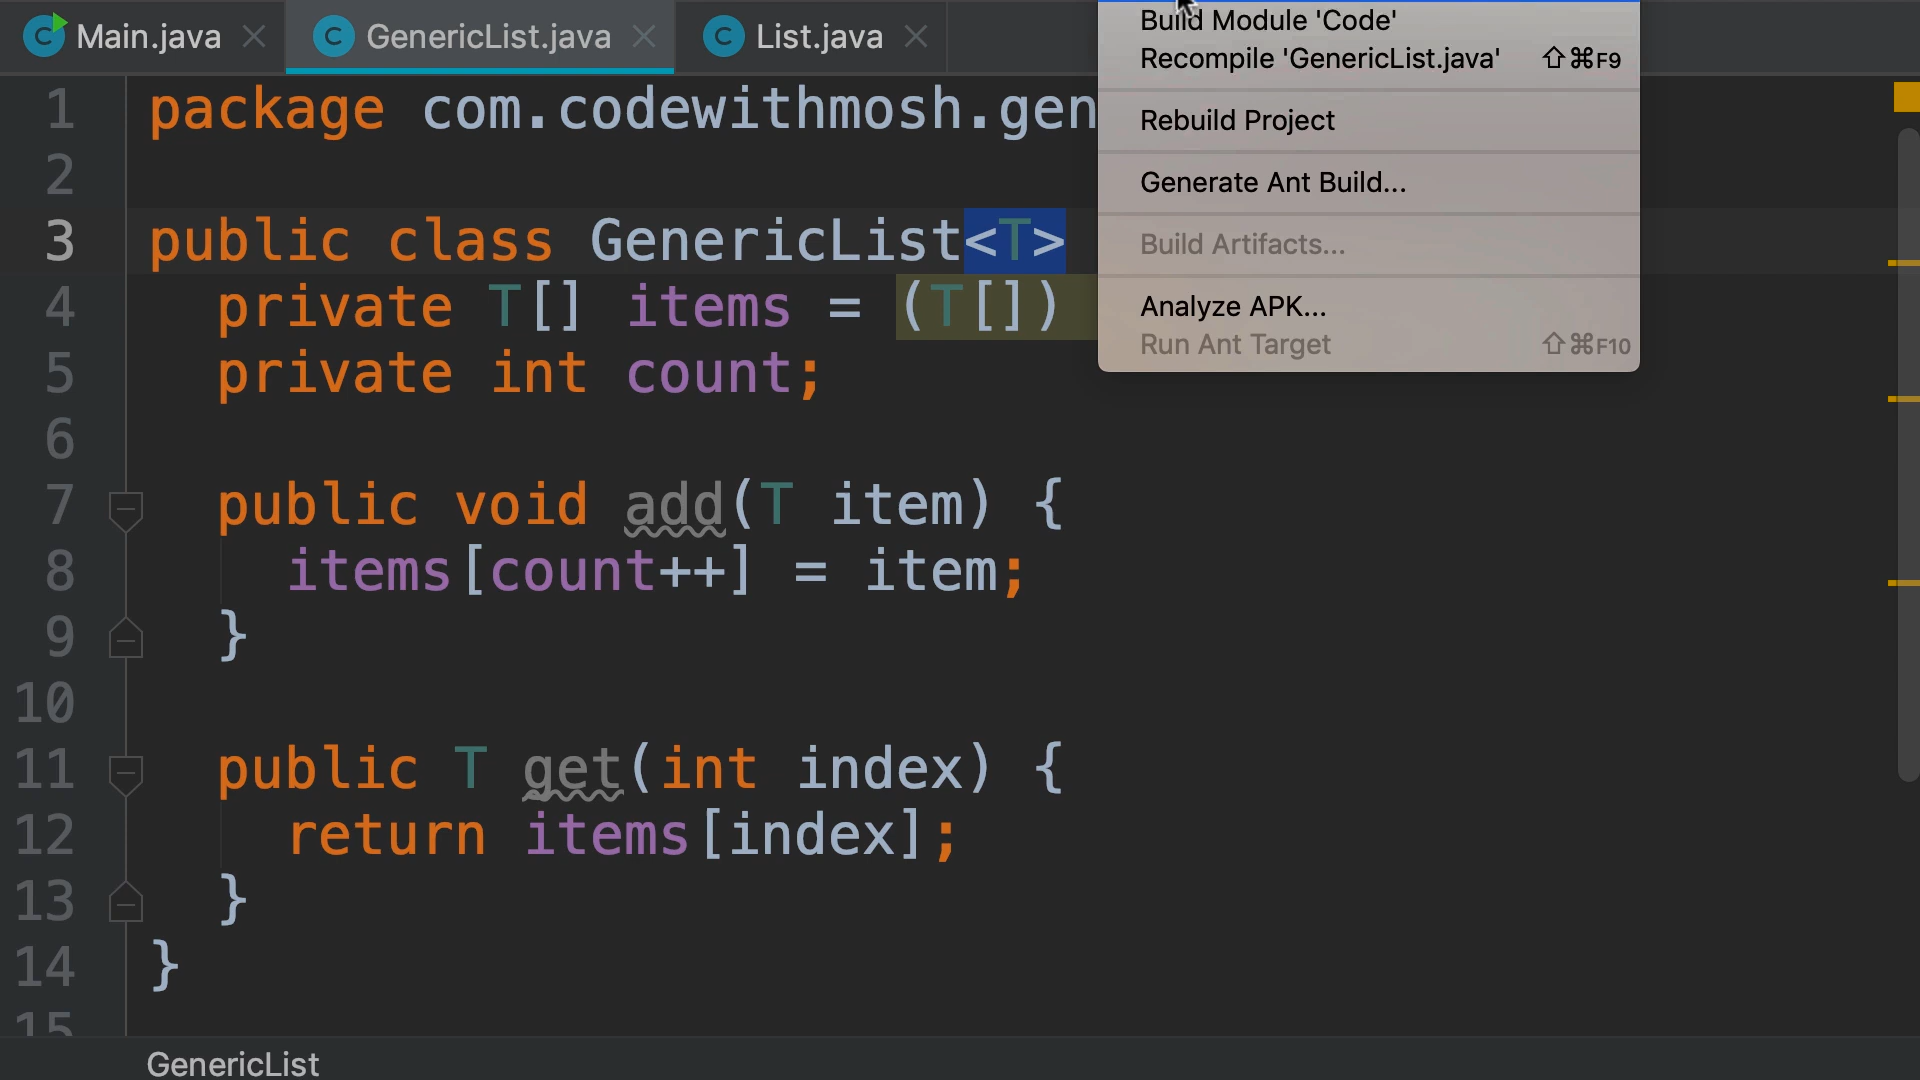 Main.java
GenericList.java
List.java
1 package com.codewithmosh.gen
2
3 public class GenericList<T>
4 private T[] items = (T[])
5 private int count;
6
7 public void add(T item) {
8 items[count++] = item;
9 }
10
11 public T get(int index) {
12 return items[index];
13 }
14 }
15
Build Module 'Code'
Recompile 'GenericList.java' ⇧⌘F9
Rebuild Project
Generate Ant Build...
Build Artifacts...
Analyze APK...
Run Ant Target ⇧⌘F10
GenericList